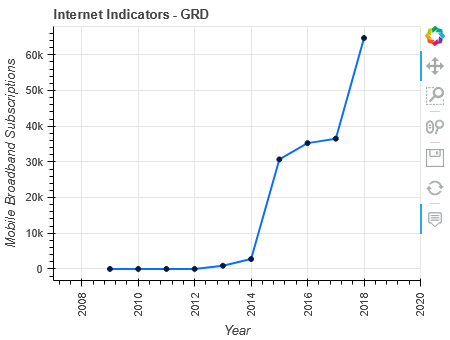 Internet Indicators - GRD
Mobile Broadband Subscriptions
60k
50k
40k
30k
20k
10k
0
2008
2010
2012
2014
2016
2018
2020
Year